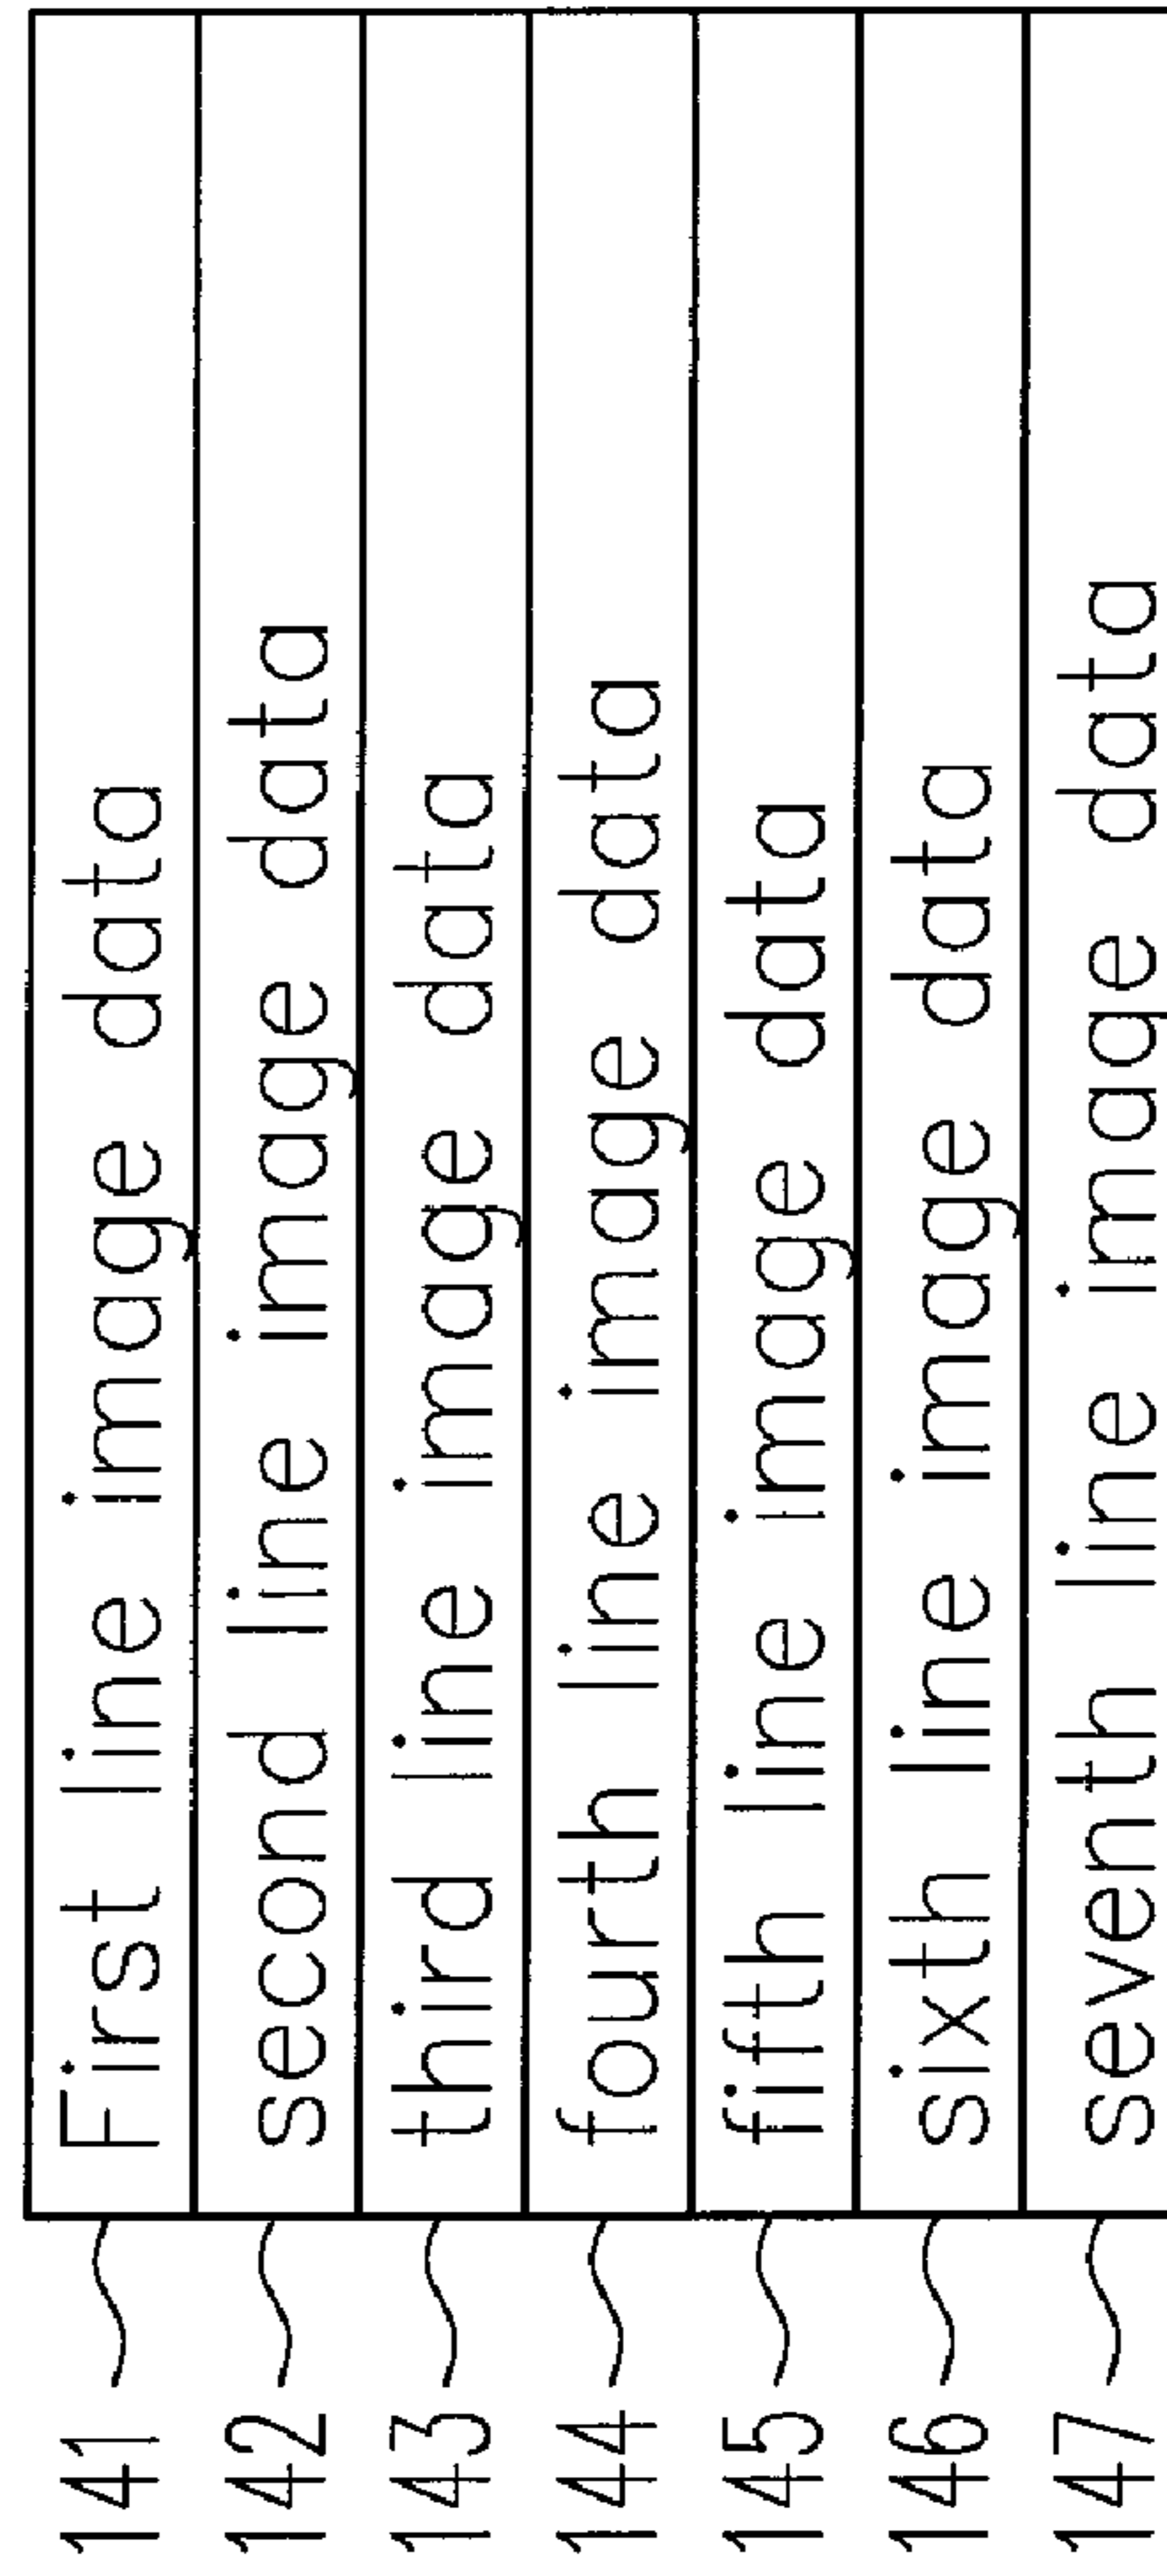 141 First line image data
142 second line image data
143 third line image data
144 fourth line image data
145 fifth line image data
146 sixth line image data
147 seventh line image data